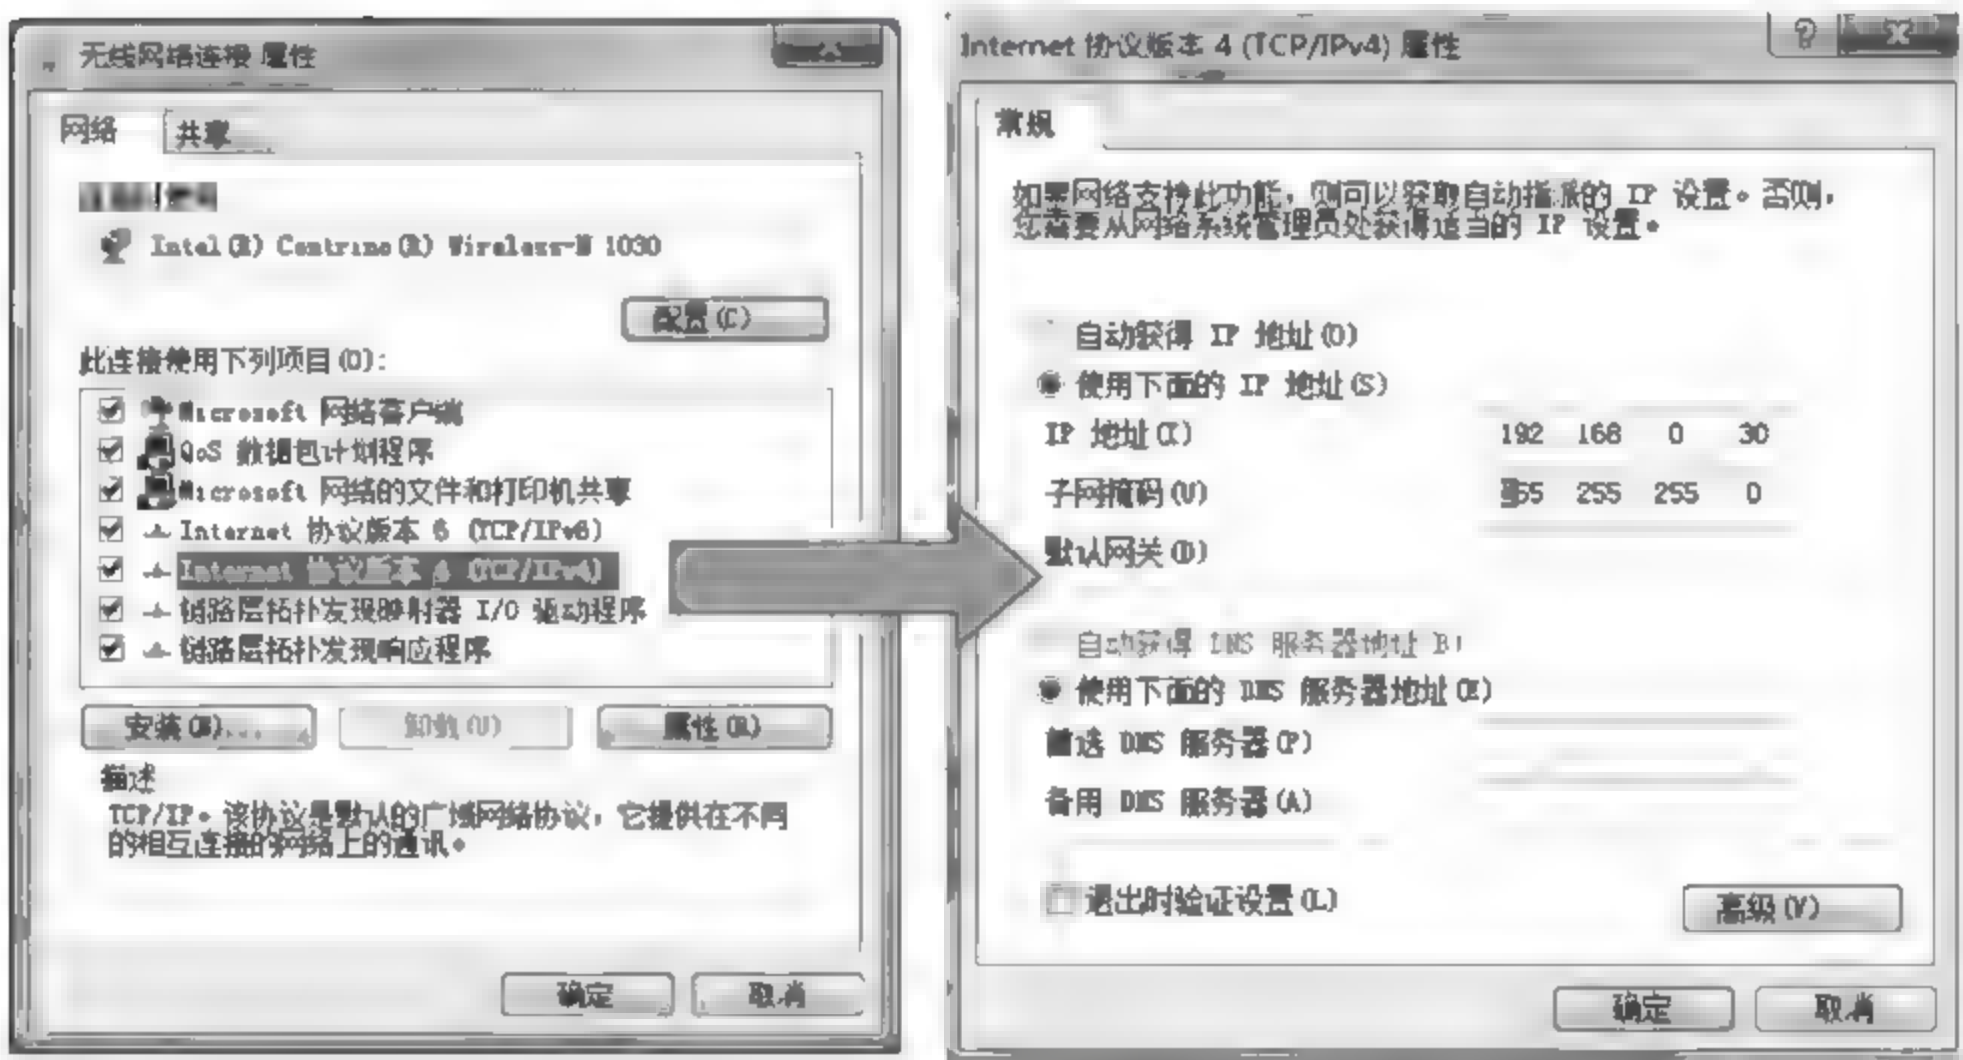 无线网络连接 属性
网络
共享
Intel(R) Centrino(R) Wireless-N 1030
配置(C)
此连接使用下列项目(O):
Microsoft 网络客户端
QoS 数据包计划程序
Microsoft 网络的文件和打印机共享
Internet 协议版本 6 (TCP/IPv6)
Internet 协议版本 4 (TCP/IPv4)
链路层拓扑发现映射器 I/O 驱动程序
链路层拓扑发现响应程序
安装(N)...
卸载(U)
属性(R)
描述
TCP/IP。该协议是默认的广域网络协议，它提供在不同
的相互连接的网络上的通讯。
确定
取消
Internet 协议版本 4 (TCP/IPv4) 属性
常规
如果网络支持此功能，则可以获取自动指派的 IP 设置。否则，
您需要从网络系统管理员处获得适当的 IP 设置。
自动获得 IP 地址(O)
使用下面的 IP 地址(S)
IP 地址(I) 192 168 0 30
子网掩码(U) 255 255 255 0
默认网关(D)
自动获得 DNS 服务器地址(B)
使用下面的 DNS 服务器地址(E)
首选 DNS 服务器(P)
备用 DNS 服务器(A)
退出时验证设置(L)
高级(V)
确定
取消